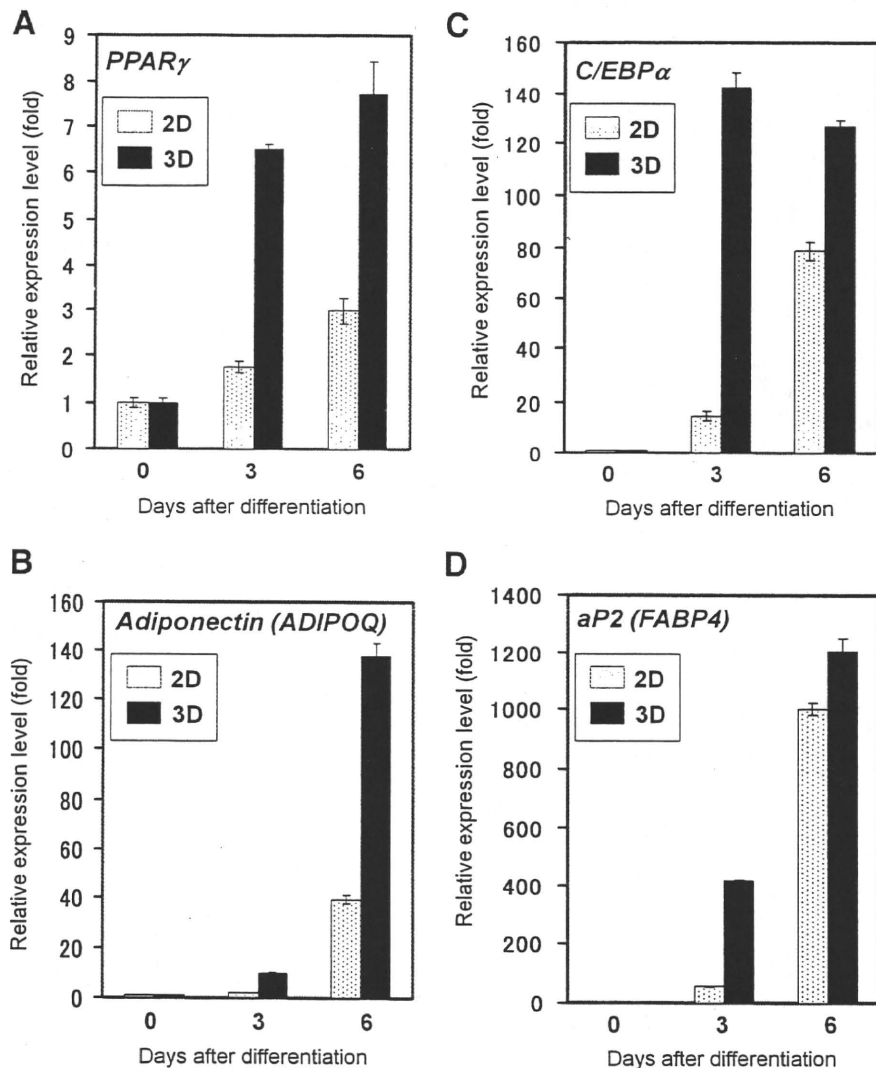 A
PPARγ
2D
3D
Relative expression level (fold)
9
8
7
6
5
4
3
2
1
0
0 3 6
Days after differentiation
C
C/EBPα
2D
3D
Relative expression level (fold)
160
140
120
100
80
60
40
20
0
0 3 6
Days after differentiation
B
Adiponectin (ADIPOQ)
2D
3D
Relative expression level (fold)
160
140
120
100
80
60
40
20
0
0 3 6
Days after differentiation
D
aP2 (FABP4)
2D
3D
Relative expression level (fold)
1400
1200
1000
800
600
400
200
0
0 3 6
Days after differentiation